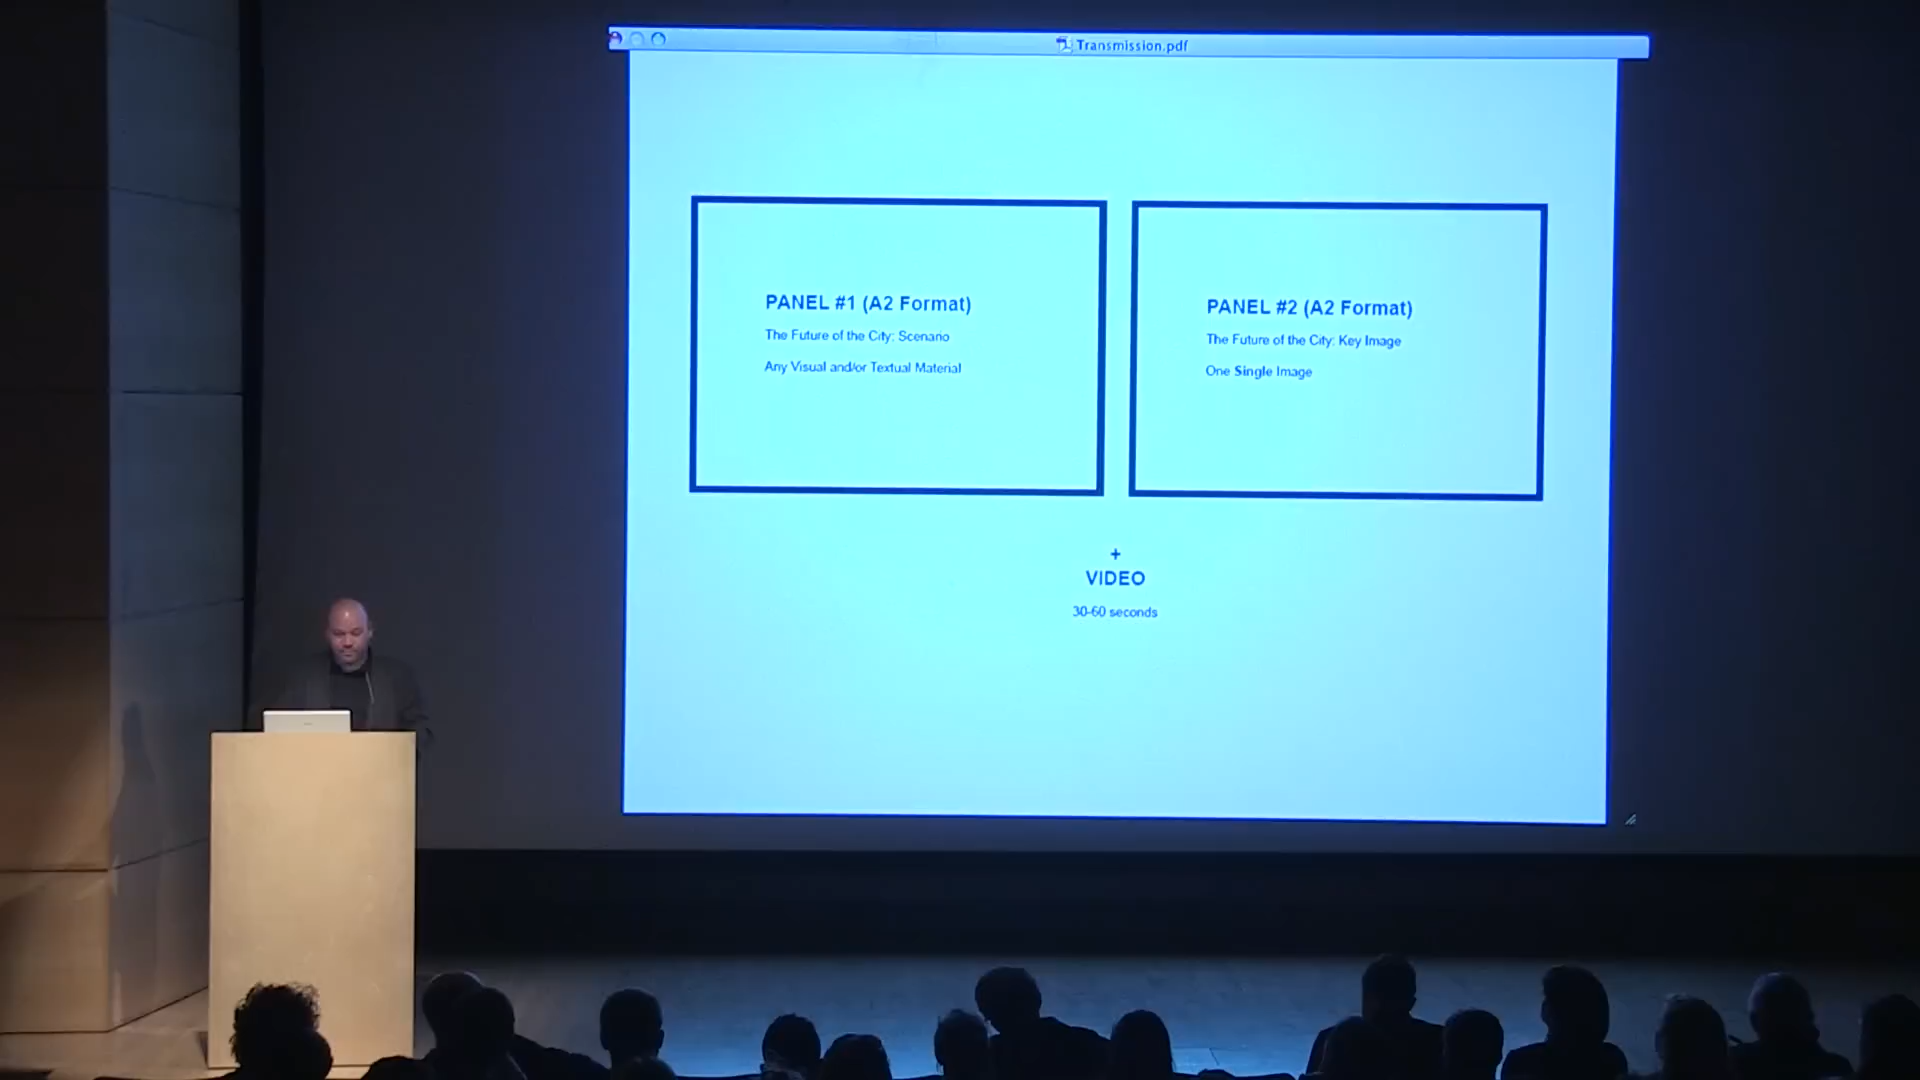 Transmission.pdf
PANEL #1 (A2 Format)
The Future of the City: Scenario
Any Visual and/or Textual Material
PANEL #2 (A2 Format)
The Future of the City: Key Image
One Single Image
+
VIDEO
30-60 seconds